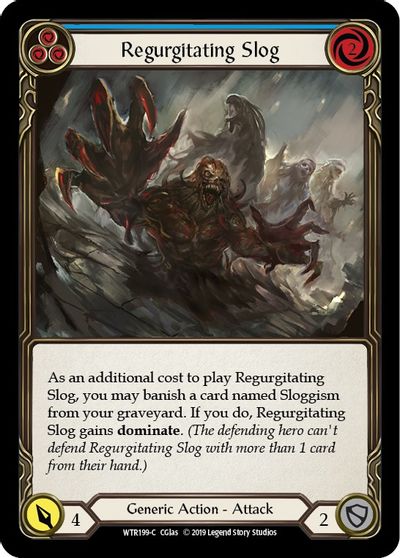 Regurgitating Slog
2
As an additional cost to play Regurgitating
Slog, you may banish a card named Sloggism
from your graveyard. If you do, Regurgitating
Slog gains dominate. (The defending hero can't
defend Regurgitating Slog with more than 1 card
from their hand.)
4
Generic Action - Attack
2
WTR199-C CGlas © 2019 Legend Story Studios